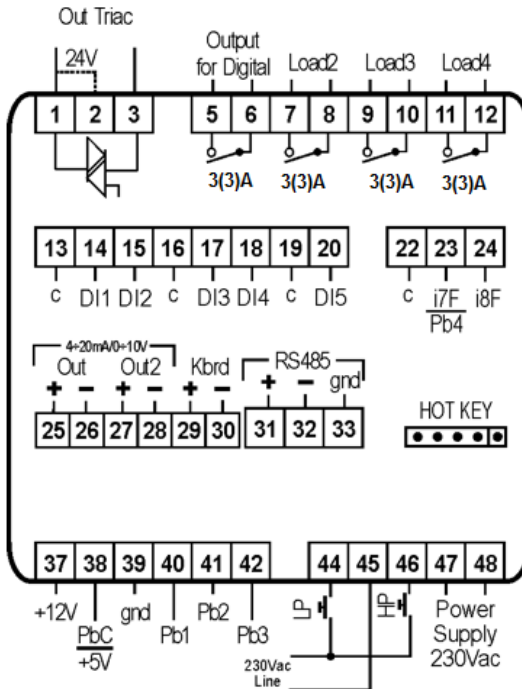 Out Triac
24V
Output
for Digital
Load2
Load3
Load4
1 2 3
5 6 7 8 9 10 11 12
3(3)A 3(3)A 3(3)A 3(3)A
13 14 15 16 17 18 19 20
22 23 24
c DI1 DI2 c DI3 DI4 c DI5
c i7F i8F
Pb4
4÷20mA/0÷10V
Out Out2 Kbrd
RS485
+ - + - + -
+ - gnd
25 26 27 28 29 30
31 32 33
HOT KEY
37 38 39 40 41 42
44 45 46 47 48
+12V PbC gnd Pb1 Pb2 Pb3
+5V
LP
HP
Power
Supply
230Vac
230Vac
Line